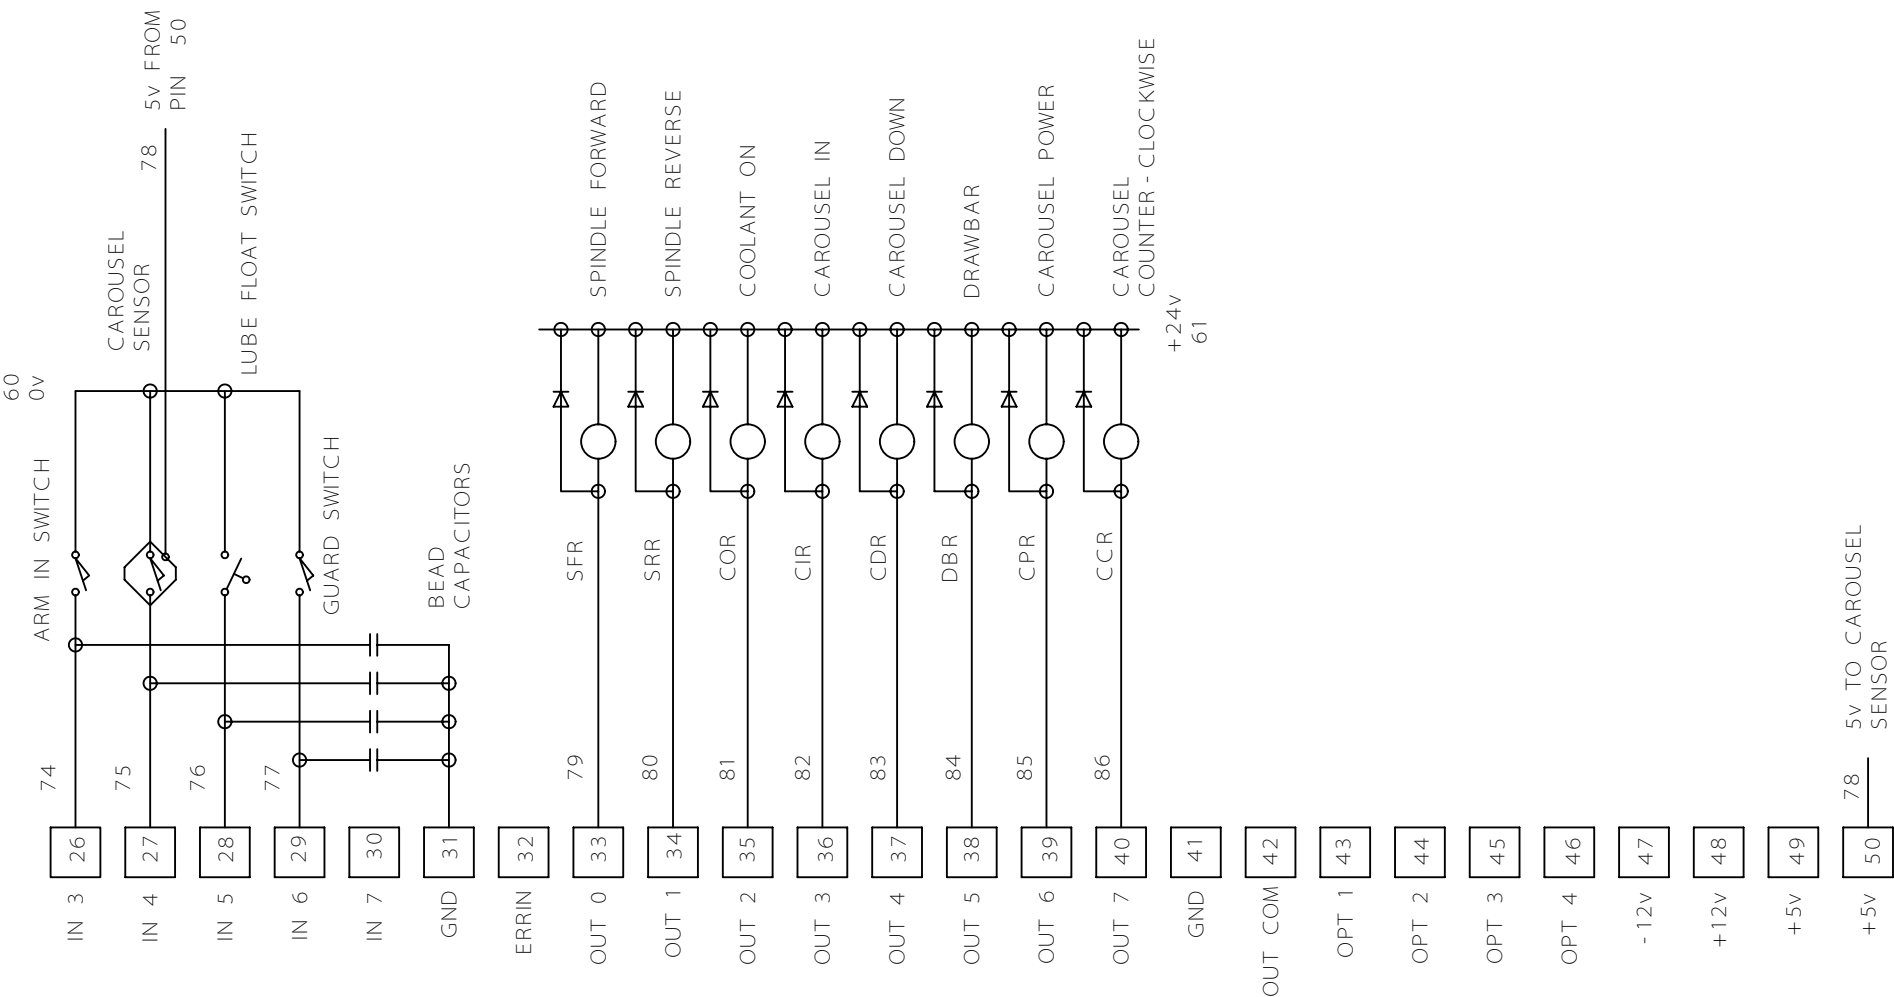 60
0v
ARM IN SWITCH
CAROUSEL
SENSOR
78
5v FROM
PIN 50
LUBE FLOAT SWITCH
GUARD SWITCH
BEAD
CAPACITORS
74
75
76
77
SPINDLE FORWARD
SPINDLE REVERSE
COOLANT ON
CAROUSEL IN
CAROUSEL DOWN
DRAWBAR
CAROUSEL POWER
CAROUSEL
COUNTER - CLOCKWISE
+24v
61
SFR
SRR
COR
CIR
CDR
DBR
CPR
CCR
79
80
81
82
83
84
85
86
78
5v TO CAROUSEL
SENSOR
26
27
28
29
30
31
32
33
34
35
36
37
38
39
40
41
42
43
44
45
46
47
48
49
50
IN 3
IN 4
IN 5
IN 6
IN 7
GND
ERRIN
OUT 0
OUT 1
OUT 2
OUT 3
OUT 4
OUT 5
OUT 6
OUT 7
GND
OUT COM
OPT 1
OPT 2
OPT 3
OPT 4
-12v
+12v
+5v
+5v